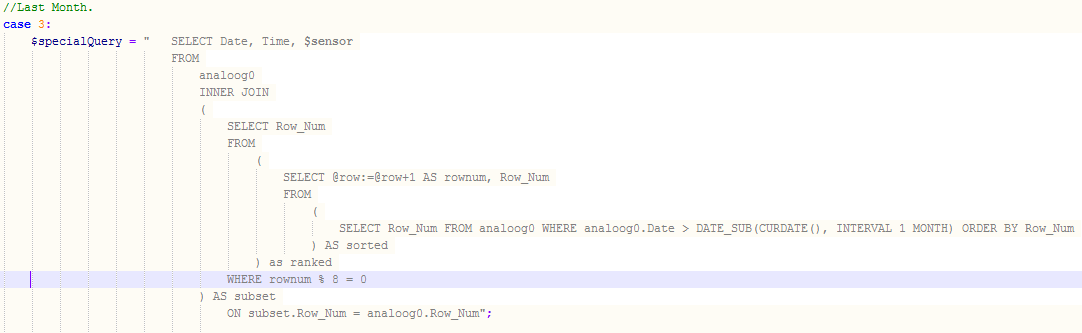 //Last Month.
case 3:
$specialQuery = " SELECT Date, Time, $sensor
FROM
analoog0
INNER JOIN
(
SELECT Row_Num
FROM
(
SELECT @row:=@row+1 AS rownum, Row_Num
FROM
(
SELECT Row_Num FROM analoog0 WHERE analoog0.Date > DATE_SUB(CURDATE(), INTERVAL 1 MONTH) ORDER BY Row_Num
) AS sorted
) as ranked
WHERE rownum % 8 = 0
) AS subset
ON subset.Row_Num = analoog0.Row_Num";